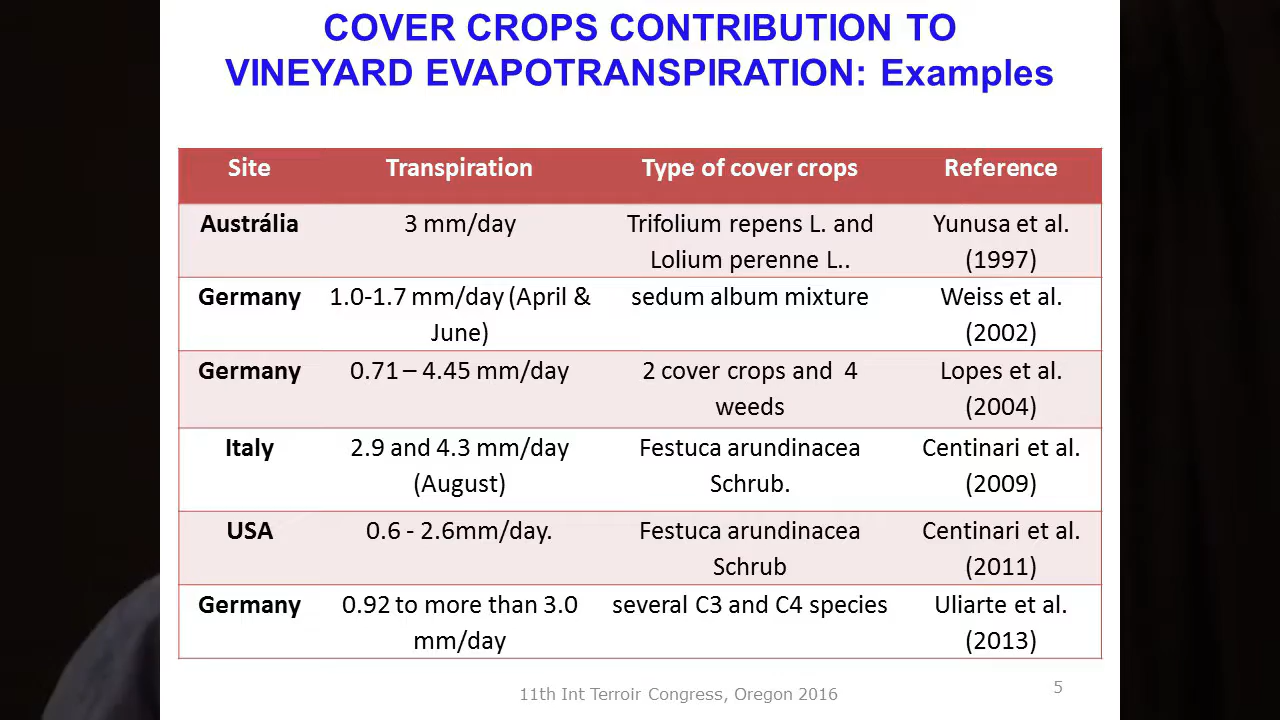 COVER CROPS CONTRIBUTION TO
VINEYARD EVAPOTRANSPIRATION: Examples
Site Transpiration Type of cover crops Reference
Austrália 3 mm/day Trifolium repens L. and Yunusa et al.
Lolium perenne L.. (1997)
Germany 1.0-1.7 mm/day (April & sedum album mixture Weiss et al.
June) (2002)
Germany 0.71 – 4.45 mm/day 2 cover crops and 4 Lopes et al.
weeds (2004)
Italy 2.9 and 4.3 mm/day Festuca arundinacea Centinari et al.
(August) Schrub. (2009)
USA 0.6 - 2.6mm/day. Festuca arundinacea Centinari et al.
Schrub (2011)
Germany 0.92 to more than 3.0 several C3 and C4 species Uliarte et al.
mm/day (2013)
11th Int Terroir Congress, Oregon 2016 5